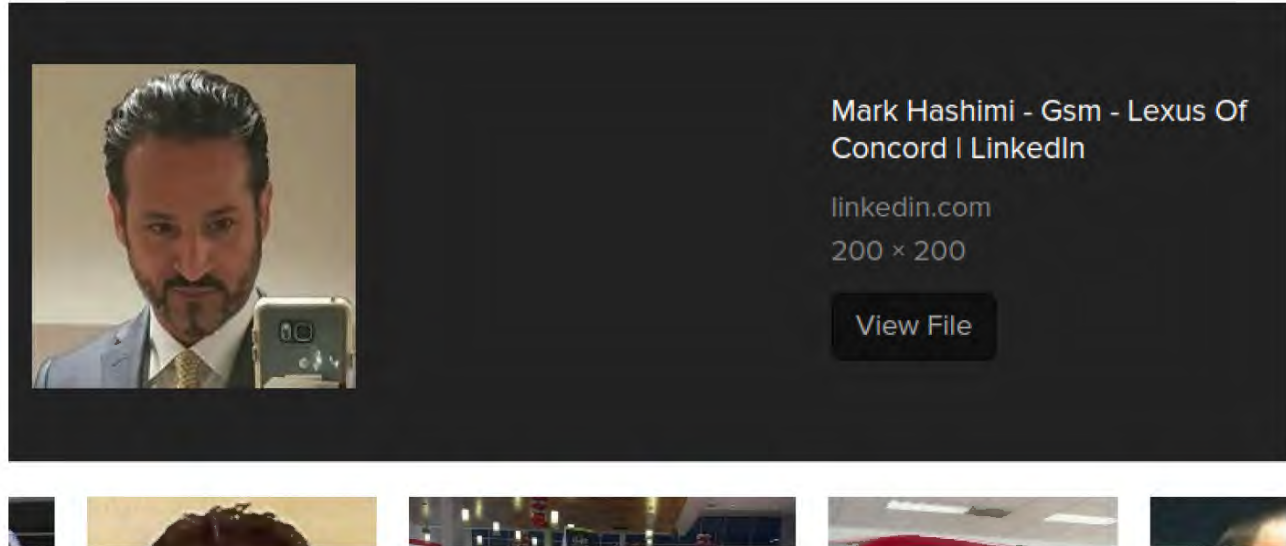 Mark Hashimi - Gsm - Lexus Of
Concord | LinkedIn
linkedin.com
200 × 200
View File